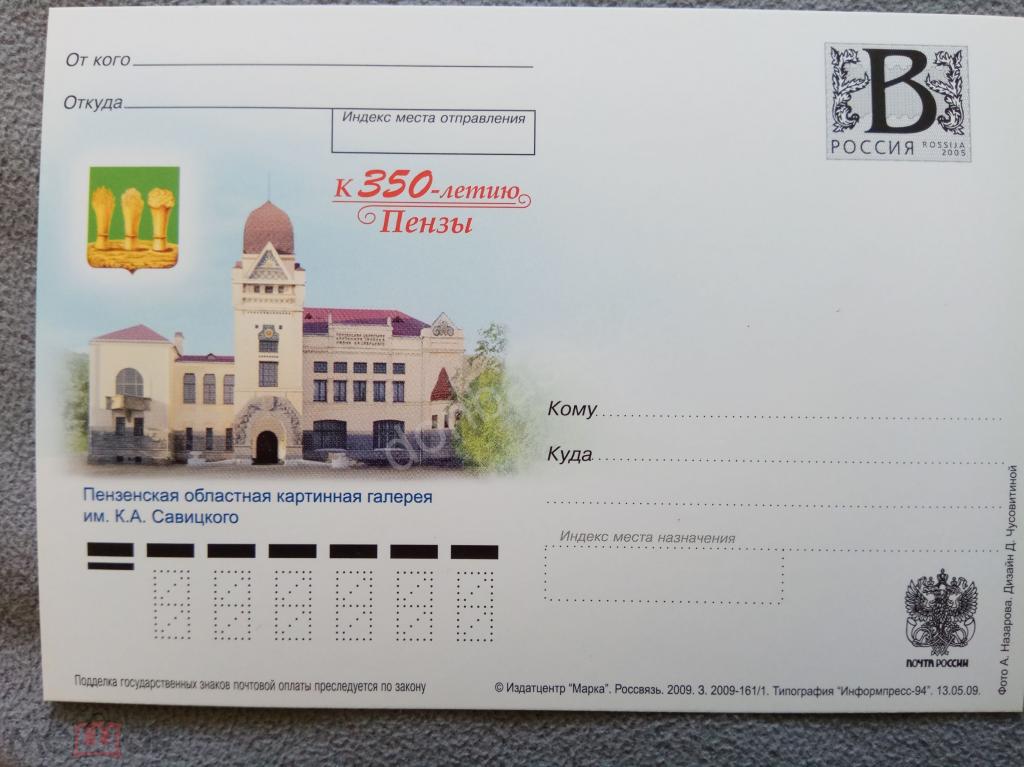 От кого
Откуда
Индекс места отправления
В
РОССИЯ
ROSSIJA
2005
К 350-летию
Пензы
Пензенская областная картинная галерея
им. К.А. Савицкого
Кому
Куда
Индекс места назначения
ПОЧТА РОССИИ
Фото А. Назарова. Дизайн Д. Чусовитиной
Подделка государственных знаков почтовой оплаты преследуется по закону
© Издатцентр "Марка". Россвязь. 2009. З. 2009-161/1. Типография "Информпресс-94". 13.05.09.